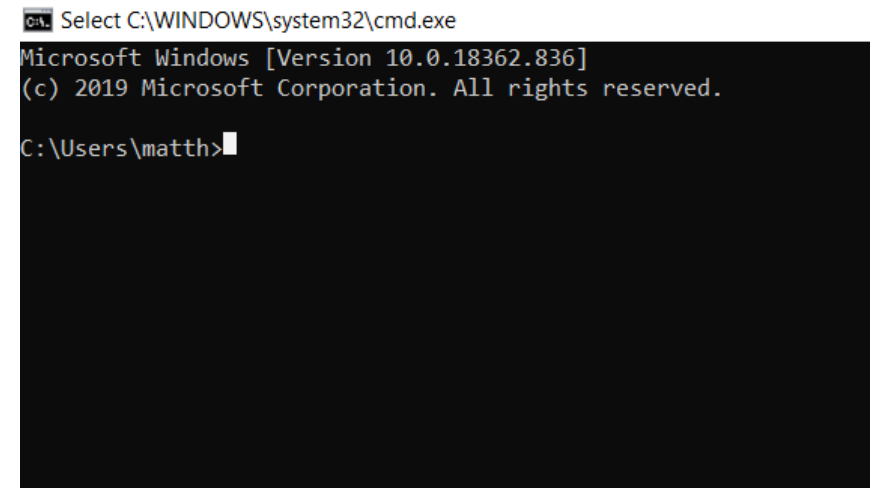 Select C:\WINDOWS\system32\cmd.exe
Microsoft Windows [Version 10.0.18362.836]
(c) 2019 Microsoft Corporation. All rights reserved.
C:\Users\matth>